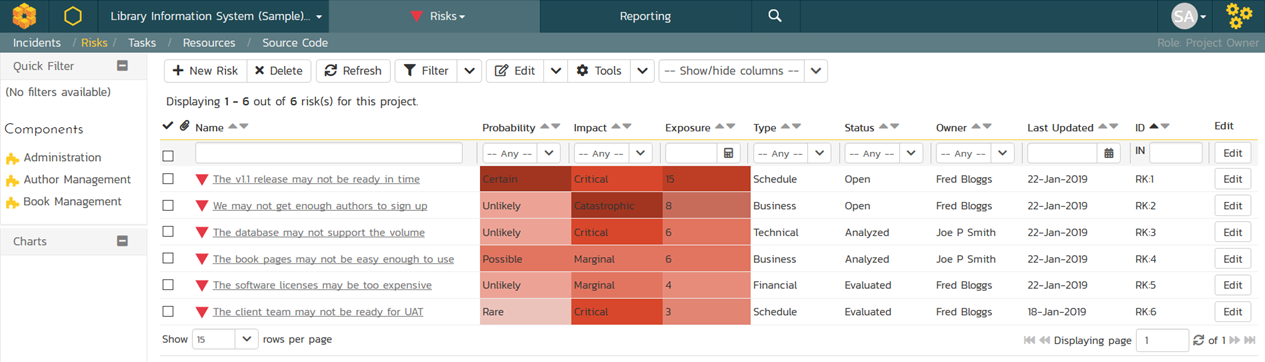 Library Information System (Sample)... Risks Reporting SA
Incidents / Risks / Tasks / Resources / Source Code Role: Project Owner
Quick Filter
(No filters available)
Components
Administration
Author Management
Book Management
Charts
New Risk Delete Refresh Filter Edit Tools -- Show/hide columns --
Displaying 1 - 6 out of 6 risk(s) for this project.
Name Probability Impact Exposure Type Status Owner Last Updated ID Edit
-- Any -- -- Any -- -- Any -- -- Any -- -- Any -- IN Edit
The v1.1 release may not be ready in time Certain Critical 15 Schedule Open Fred Bloggs 22-Jan-2019 RK:1 Edit
We may not get enough authors to sign up Unlikely Catastrophic 8 Business Open Fred Bloggs 22-Jan-2019 RK:2 Edit
The database may not support the volume Unlikely Critical 6 Technical Analyzed Joe P Smith 22-Jan-2019 RK:3 Edit
The book pages may not be easy enough to use Possible Marginal 6 Business Analyzed Joe P Smith 22-Jan-2019 RK:4 Edit
The software licenses may be too expensive Unlikely Marginal 4 Financial Evaluated Fred Bloggs 22-Jan-2019 RK:5 Edit
The client team may not be ready for UAT Rare Critical 3 Schedule Evaluated Fred Bloggs 18-Jan-2019 RK:6 Edit
Show 15 rows per page Displaying page 1 of 1